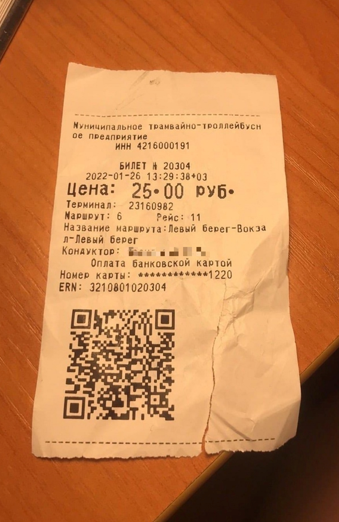 Муниципальное трамвайно-троллейбусн
ое предприятие
ИНН 4216000191
БИЛЕТ № 20304
2022-01-26 13:29:38+03
Цена: 25.00 РУБ.
Терминал: 23160982
Маршрут: 6 Рейс: 11
Название маршрута:Левый берег-Вокза
л-Левый берег
Кондуктор:
Оплата банковской картой
Номер карты: ************1220
ERN: 3210801020304